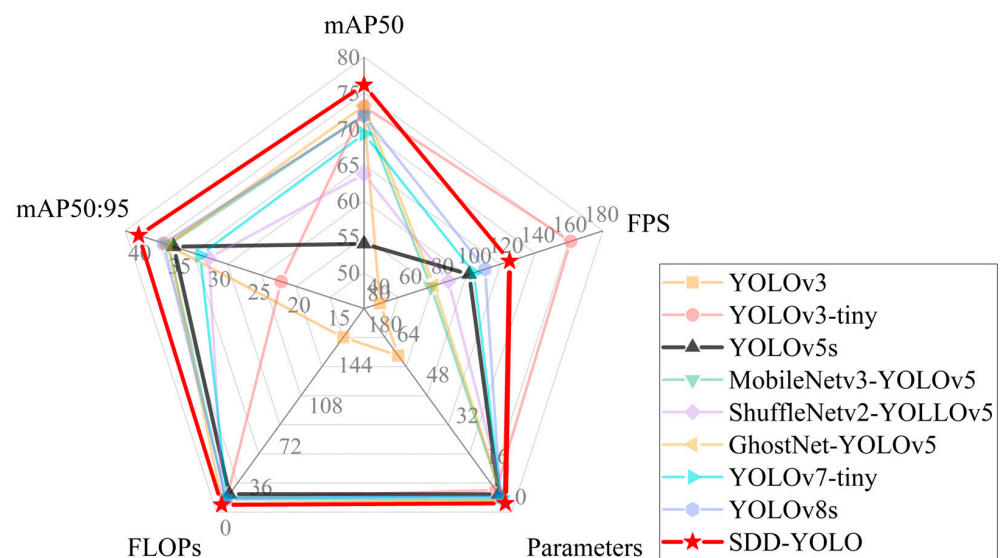 mAP50
80
75
70
65
60
55
50
mAP50:95
40
35
30
25
20
15
FPS
180
160
140
120
100
80
60
40
80
64
48
32
16
0
Parameters
180
144
108
72
36
0
FLOPs
YOLOv3
YOLOv3-tiny
YOLOv5s
MobileNetv3-YOLOv5
ShuffleNetv2-YOLLOv5
GhostNet-YOLOv5
YOLOv7-tiny
YOLOv8s
SDD-YOLO